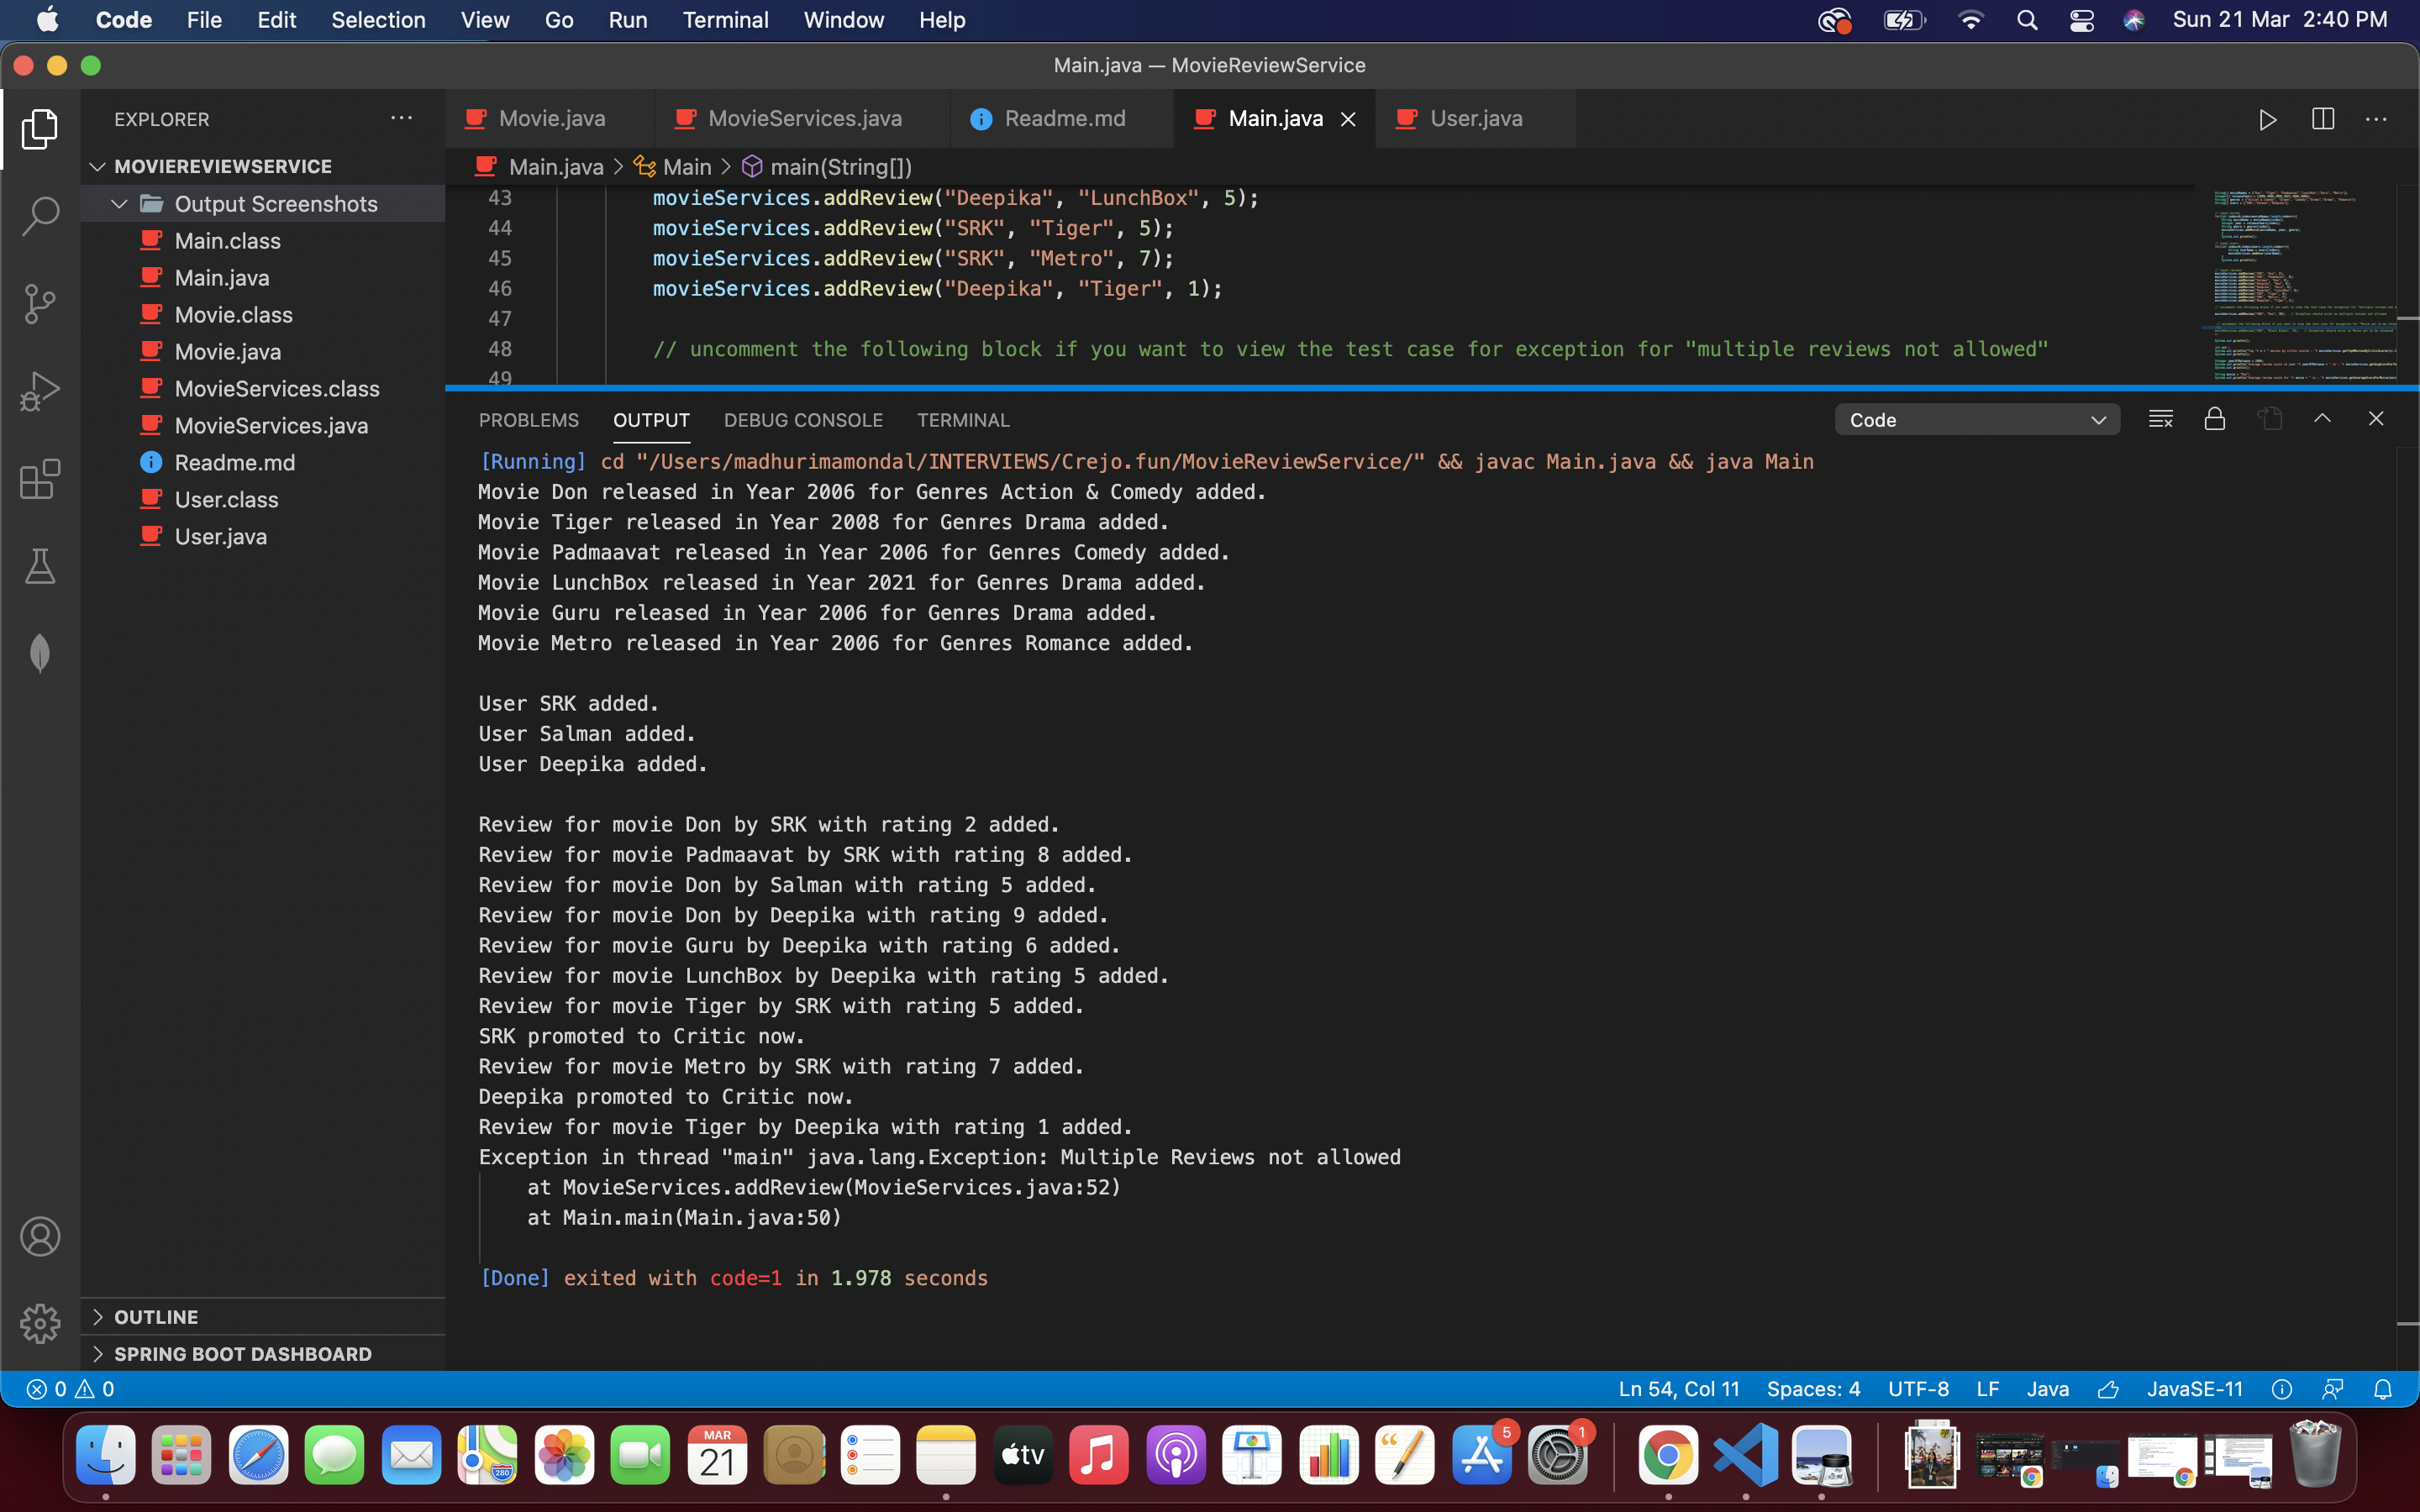 Code File Edit Selection View Go Run Terminal Window Help Sun 21 Mar 2:40 PM
Main.java — MovieReviewService
EXPLORER
Movie.java MovieServices.java Readme.md Main.java User.java
MOVIEREVIEWSERVICE
Main.java > Main > main(String[])
Output Screenshots
Main.class
Main.java
Movie.class
Movie.java
MovieServices.class
MovieServices.java
Readme.md
User.class
User.java
OUTLINE
SPRING BOOT DASHBOARD
43 movieServices.addReview("Deepika", "LunchBox", 5);
44 movieServices.addReview("SRK", "Tiger", 5);
45 movieServices.addReview("SRK", "Metro", 7);
46 movieServices.addReview("Deepika", "Tiger", 1);
47
48 // uncomment the following block if you want to view the test case for exception for "multiple reviews not allowed"
49
PROBLEMS OUTPUT DEBUG CONSOLE TERMINAL Code
[Running] cd "/Users/madhurimamondal/INTERVIEWS/Crejo.fun/MovieReviewService/" && javac Main.java && java Main
Movie Don released in Year 2006 for Genres Action & Comedy added.
Movie Tiger released in Year 2008 for Genres Drama added.
Movie Padmaavat released in Year 2006 for Genres Comedy added.
Movie LunchBox released in Year 2021 for Genres Drama added.
Movie Guru released in Year 2006 for Genres Drama added.
Movie Metro released in Year 2006 for Genres Romance added.
User SRK added.
User Salman added.
User Deepika added.
Review for movie Don by SRK with rating 2 added.
Review for movie Padmaavat by SRK with rating 8 added.
Review for movie Don by Salman with rating 5 added.
Review for movie Don by Deepika with rating 9 added.
Review for movie Guru by Deepika with rating 6 added.
Review for movie LunchBox by Deepika with rating 5 added.
Review for movie Tiger by SRK with rating 5 added.
SRK promoted to Critic now.
Review for movie Metro by SRK with rating 7 added.
Deepika promoted to Critic now.
Review for movie Tiger by Deepika with rating 1 added.
Exception in thread "main" java.lang.Exception: Multiple Reviews not allowed
at MovieServices.addReview(MovieServices.java:52)
at Main.main(Main.java:50)
[Done] exited with code=1 in 1.978 seconds
0 0 Ln 54, Col 11 Spaces: 4 UTF-8 LF Java JavaSE-11
280 MAR 21 tv 5 1